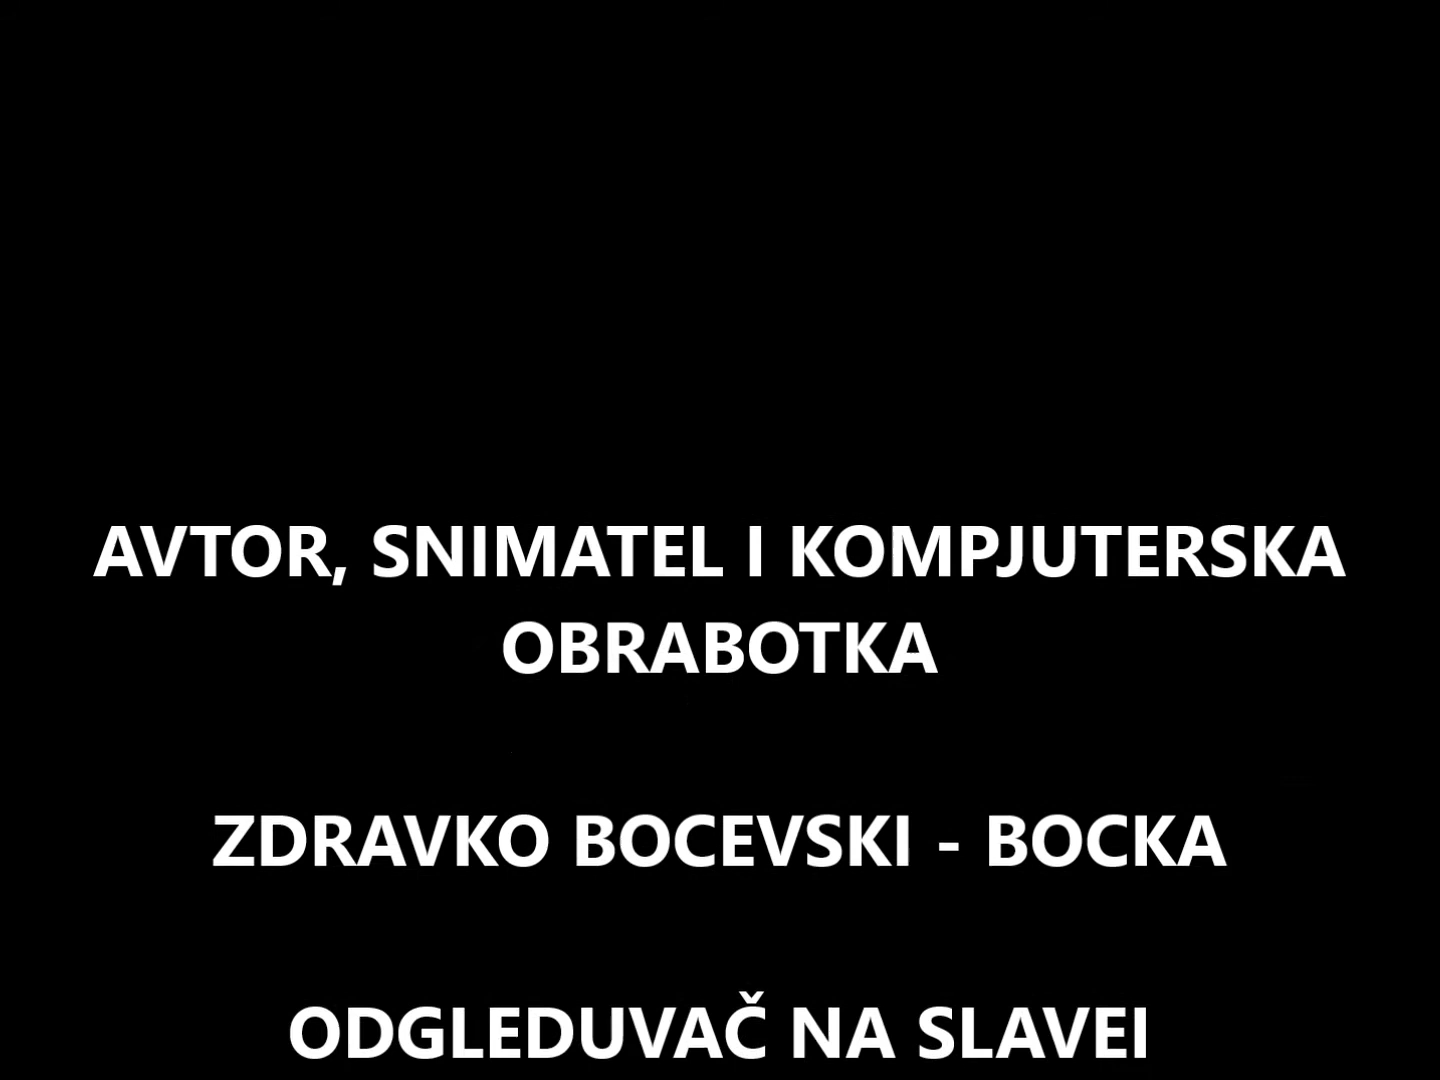 AVTOR, SNIMATEL I KOMPJUTERSKA
OBRABOTKA
ZDRAVKO BOCEVSKI - BOCKA
ODGLEDUVAČ NA SLAVEI